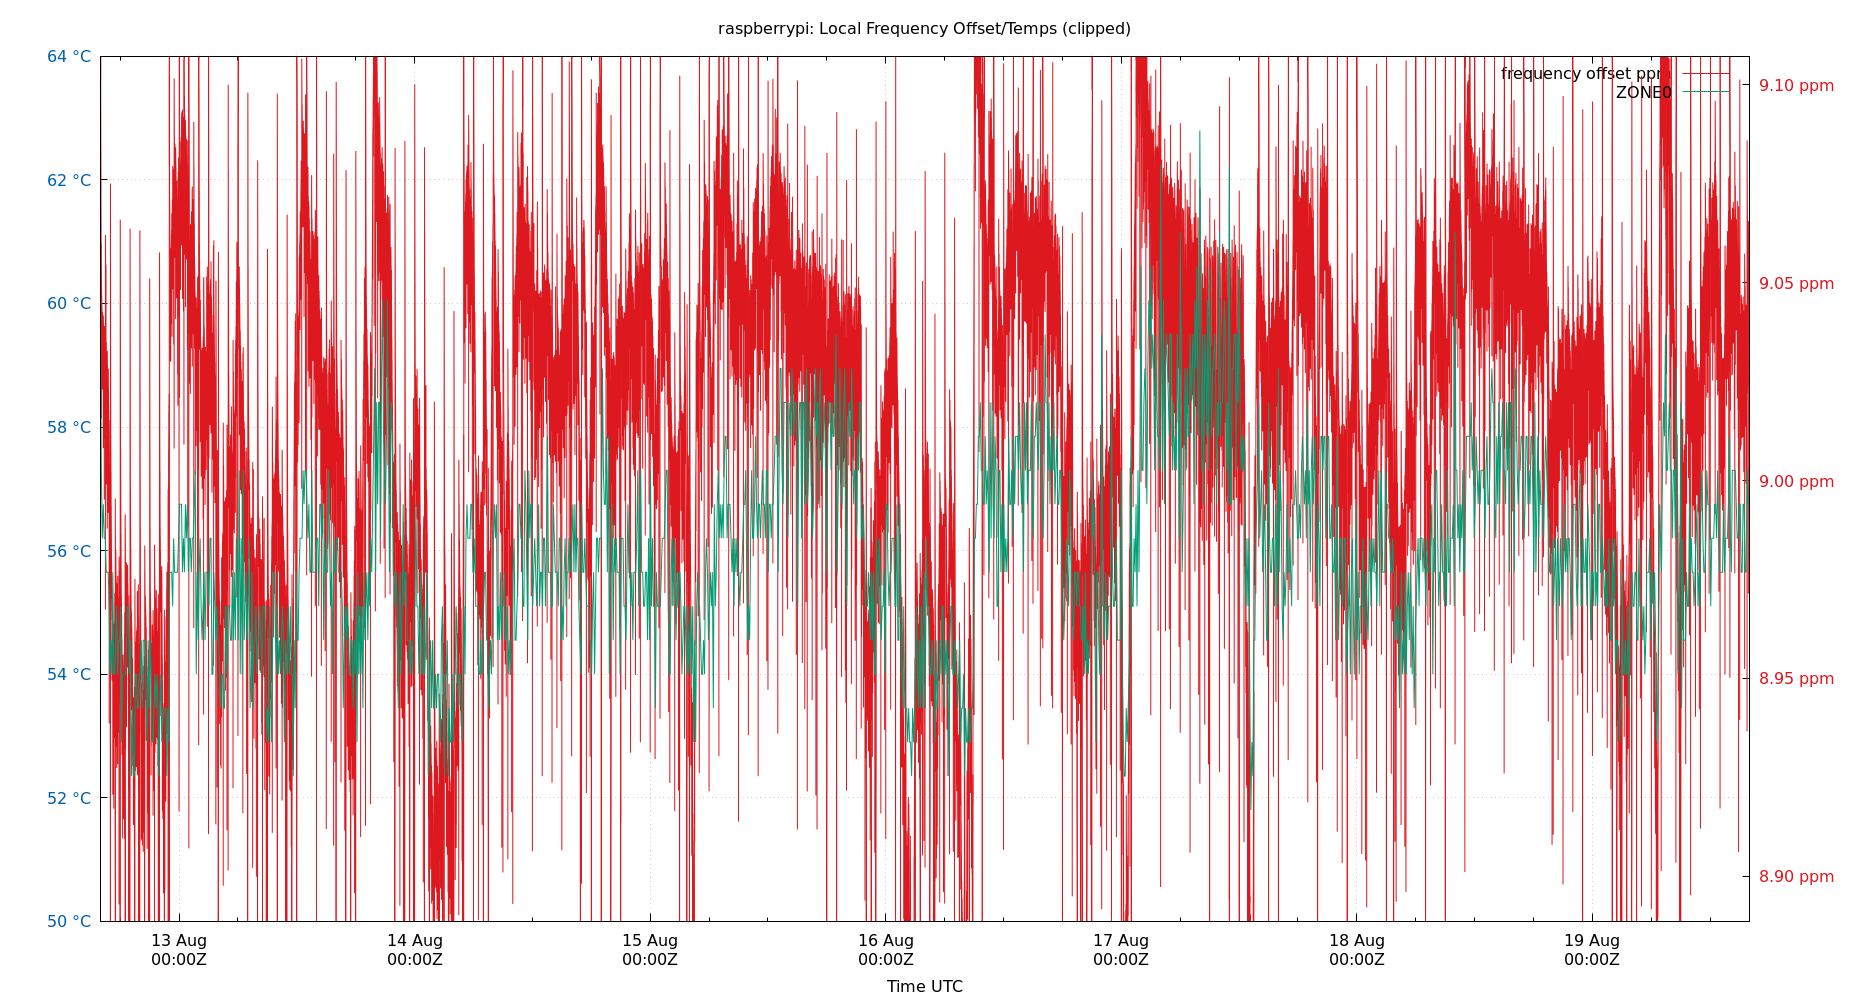 raspberrypi: Local Frequency Offset/Temps (clipped)
64 °C
62 °C
60 °C
58 °C
56 °C
54 °C
52 °C
50 °C
frequency offset ppm
ZONE0
9.10 ppm
9.05 ppm
9.00 ppm
8.95 ppm
8.90 ppm
13 Aug
00:00Z
14 Aug
00:00Z
15 Aug
00:00Z
16 Aug
00:00Z
17 Aug
00:00Z
18 Aug
00:00Z
19 Aug
00:00Z
Time UTC